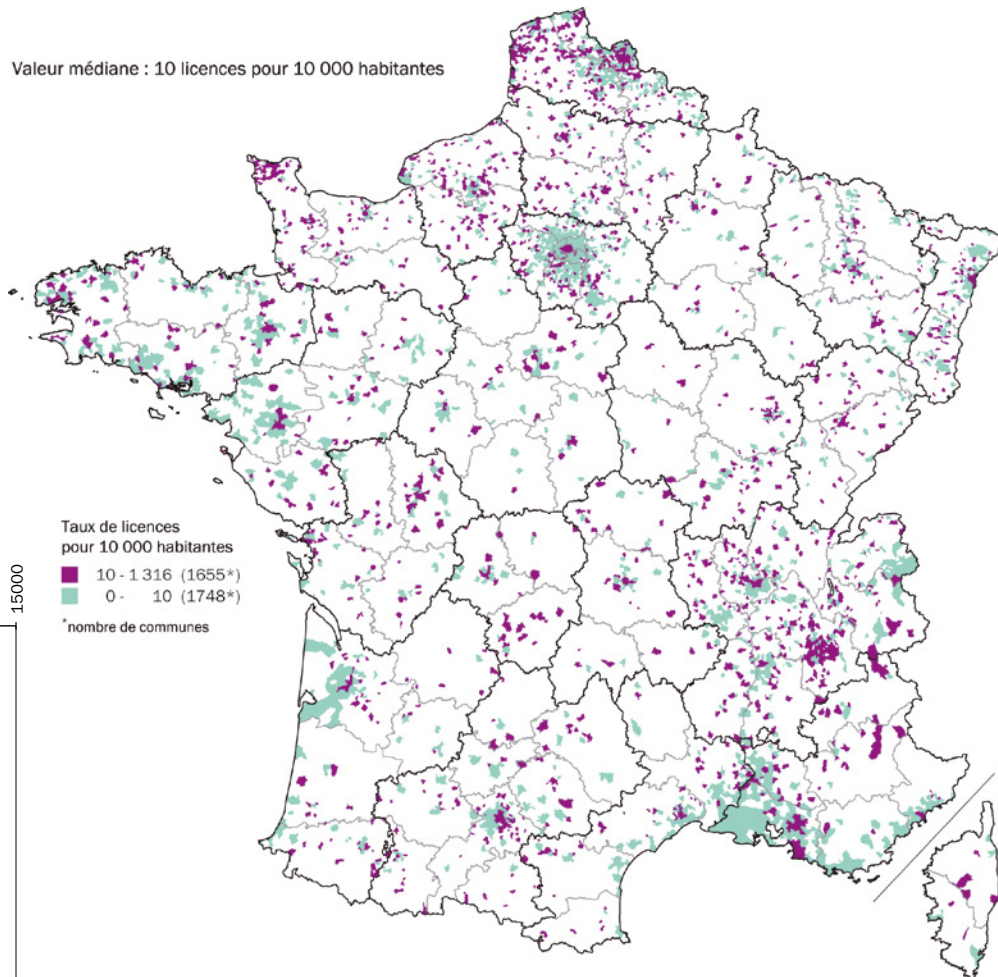 Valeur médiane : 10 licences pour 10 000 habitantes
Taux de licences
pour 10 000 habitantes
10 - 1 316 (1655*)
0 - 10 (1748*)
*nombre de communes
15000